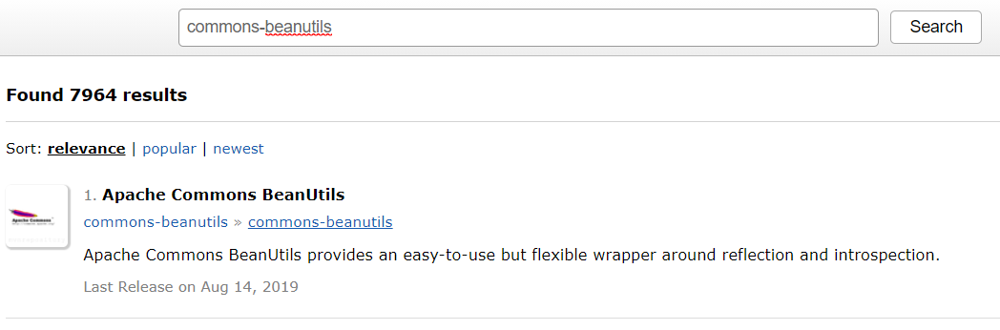 commons-beanutils Search
Found 7964 results
Sort: relevance | popular | newest
1. Apache Commons BeanUtils
commons-beanutils » commons-beanutils
Apache Commons BeanUtils provides an easy-to-use but flexible wrapper around reflection and introspection.
Last Release on Aug 14, 2019
Apache Commons